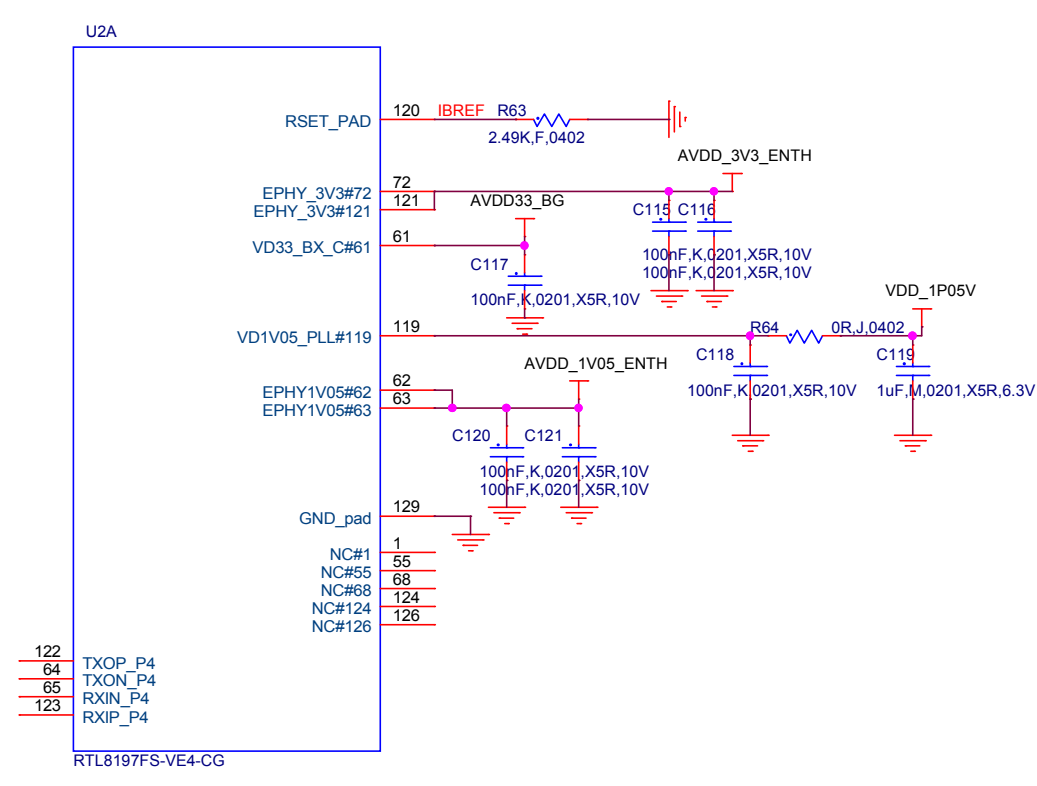 U2A
RSET_PAD 120 IBREF R63
2.49K,F,0402
AVDD_3V3_ENTH
EPHY_3V3#72 72
EPHY_3V3#121 121
AVDD33_BG
C115 C116
VD33_BX_C#61 61
100nF,K,0201,X5R,10V
100nF,K,0201,X5R,10V
C117
100nF,K,0201,X5R,10V
VDD_1P05V
VD1V05_PLL#119 119
R64 0R,J,0402
C118 C119
AVDD_1V05_ENTH
100nF,K,0201,X5R,10V 1uF,M,0201,X5R,6.3V
EPHY1V05#62 62
EPHY1V05#63 63
C120 C121
100nF,K,0201,X5R,10V
100nF,K,0201,X5R,10V
GND_pad 129
NC#1 1
NC#55 55
NC#68 68
NC#124 124
NC#126 126
122 TXOP_P4
64 TXON_P4
65 RXIN_P4
123 RXIP_P4
RTL8197FS-VE4-CG